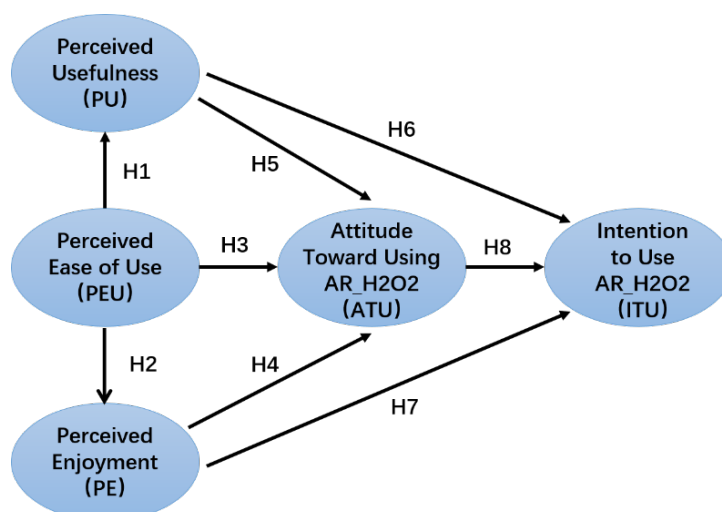 Perceived
Usefulness
(PU)
H6
H5
H1
Perceived
Ease of Use
(PEU)
H3
Attitude
Toward Using
AR_H2O2
(ATU)
H8
Intention
to Use
AR_H2O2
(ITU)
H2
H4
H7
Perceived
Enjoyment
(PE)